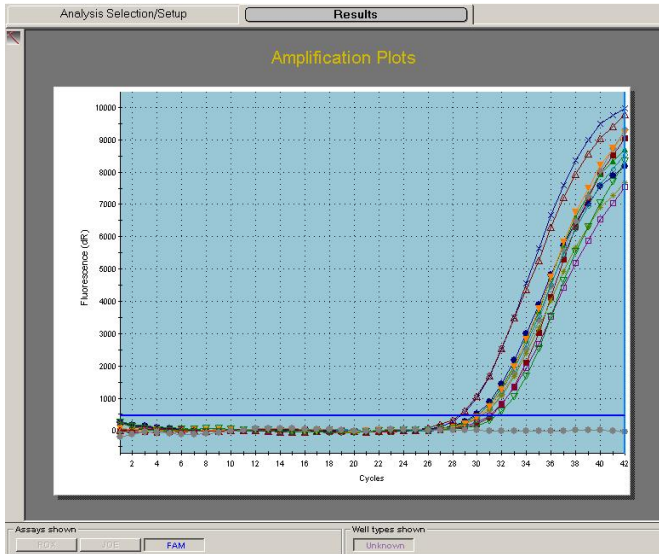 Analysis Selection/Setup
Results
Amplification Plots
10000
9000
8000
7000
6000
5000
4000
3000
2000
1000
0
Fluorescence (dR)
2 4 6 8 10 12 14 16 18 20 22 24 26 28 30 32 34 36 38 40 42
Cycles
Assays shown
ROX
JOE
FAM
Well types shown
Unknown